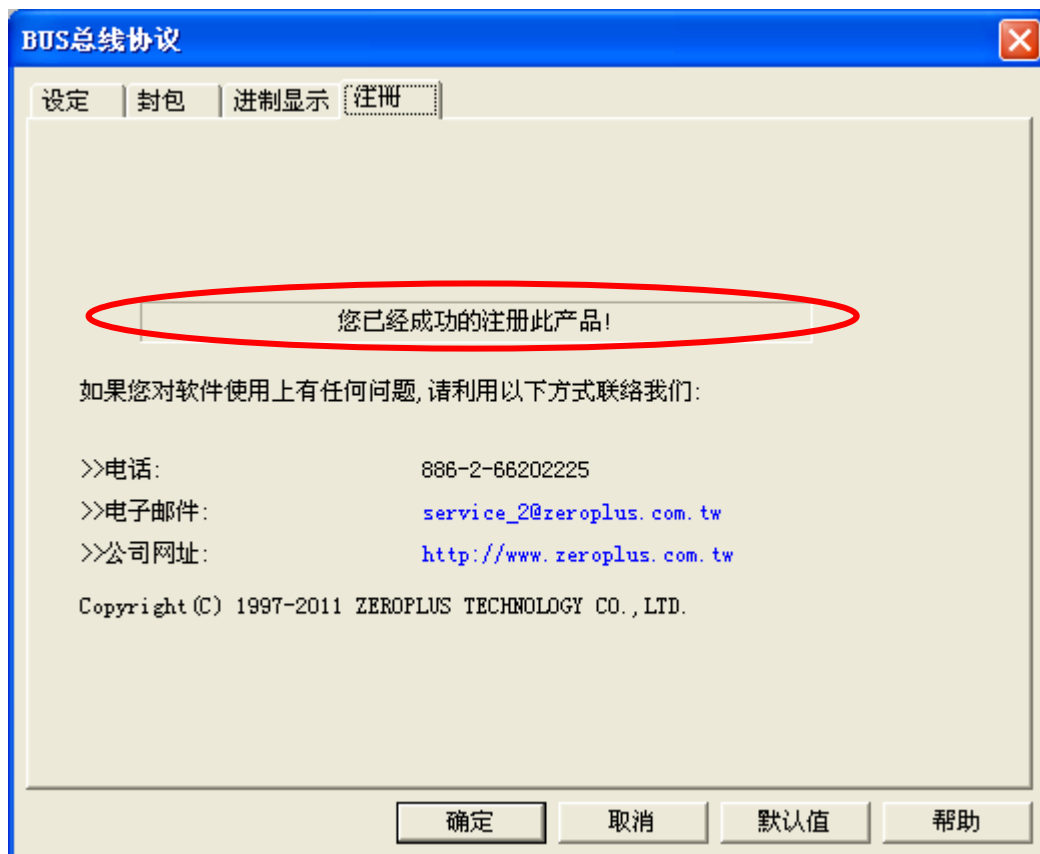 BUS总线协议
设定 封包 进制显示 注册
您已经成功的注册此产品!
如果您对软件使用上有任何问题,请利用以下方式联络我们:
>>电话: 886-2-66202225
>>电子邮件: service_2@zeroplus.com.tw
>>公司网址: http://www.zeroplus.com.tw
Copyright(C) 1997-2011 ZEROPLUS TECHNOLOGY CO.,LTD.
确定 取消 默认值 帮助